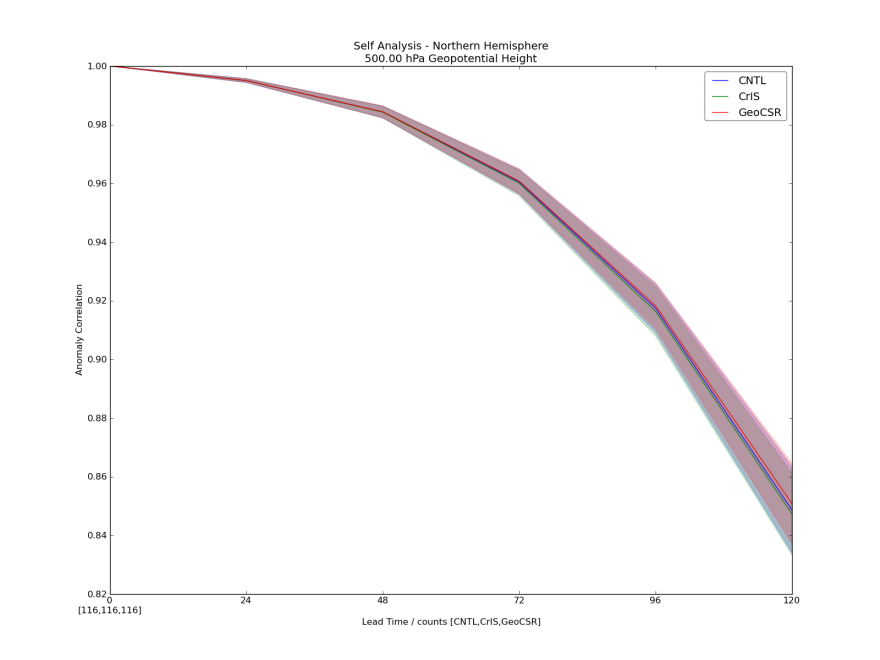 Self Analysis - Northern Hemisphere
500.00 hPa Geopotential Height
CNTL
CrIS
GeoCSR
1.00
0.98
0.96
0.94
0.92
0.90
0.88
0.86
0.84
0.82
Anomaly Correlation
0 24 48 72 96 120
[116,116,116]
Lead Time / counts [CNTL,CrIS,GeoCSR]